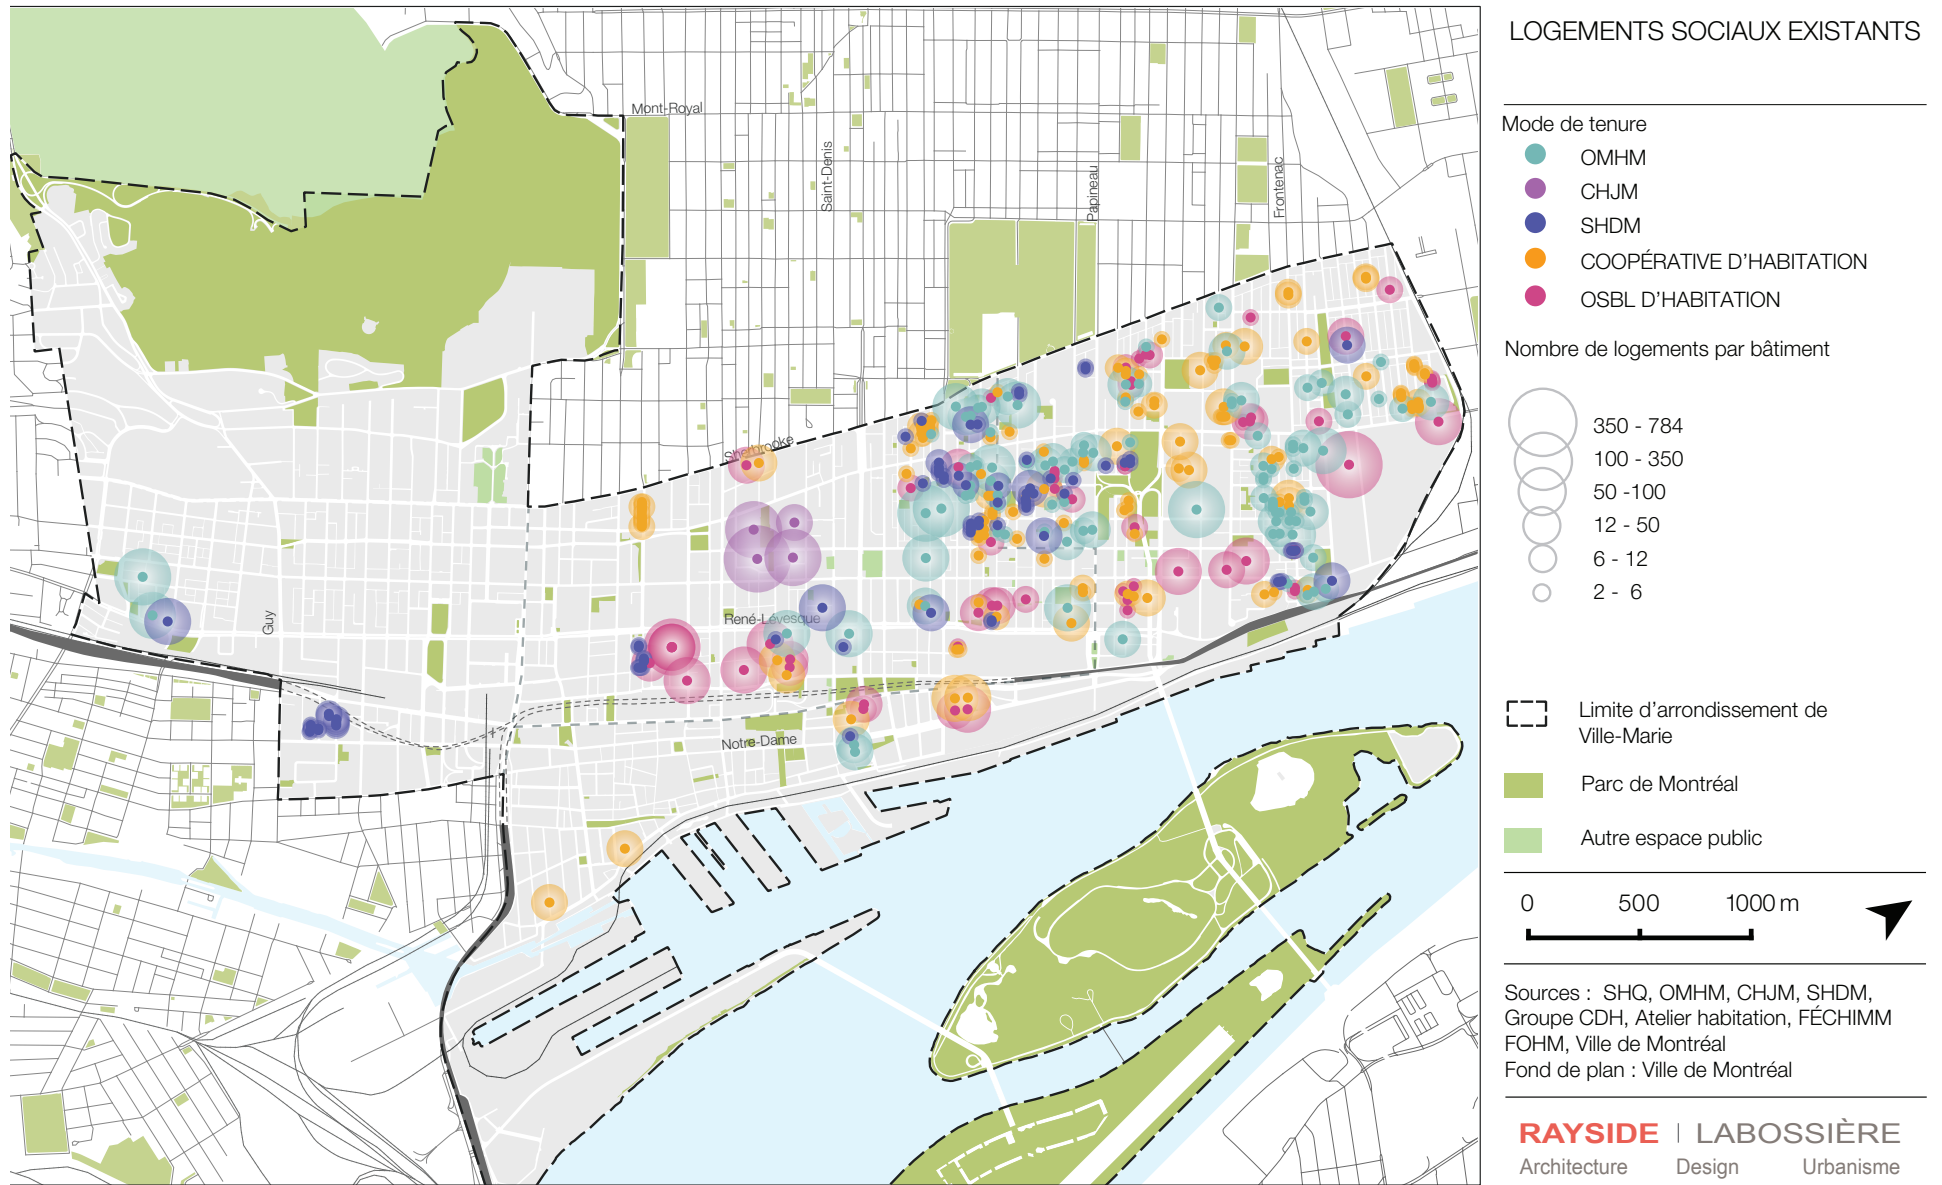 LOGEMENTS SOCIAUX EXISTANTS
Mode de tenure
OMHM
CHJM
SHDM
COOPÉRATIVE D'HABITATION
OSBL D'HABITATION
Nombre de logements par bâtiment
350 - 784
100 - 350
50 -100
12 - 50
6 - 12
2 - 6
Limite d'arrondissement de
Ville-Marie
Parc de Montréal
Autre espace public
0 500 1000 m
Sources : SHQ, OMHM, CHJM, SHDM,
Groupe CDH, Atelier habitation, FÉCHIMM
FOHM, Ville de Montréal
Fond de plan : Ville de Montréal
RAYSIDE | LABOSSIÈRE
Architecture Design Urbanisme
Mont-Royal
Saint-Denis
Papineau
Frontenac
Sherbrooke
Guy
René-Lévesque
Notre-Dame